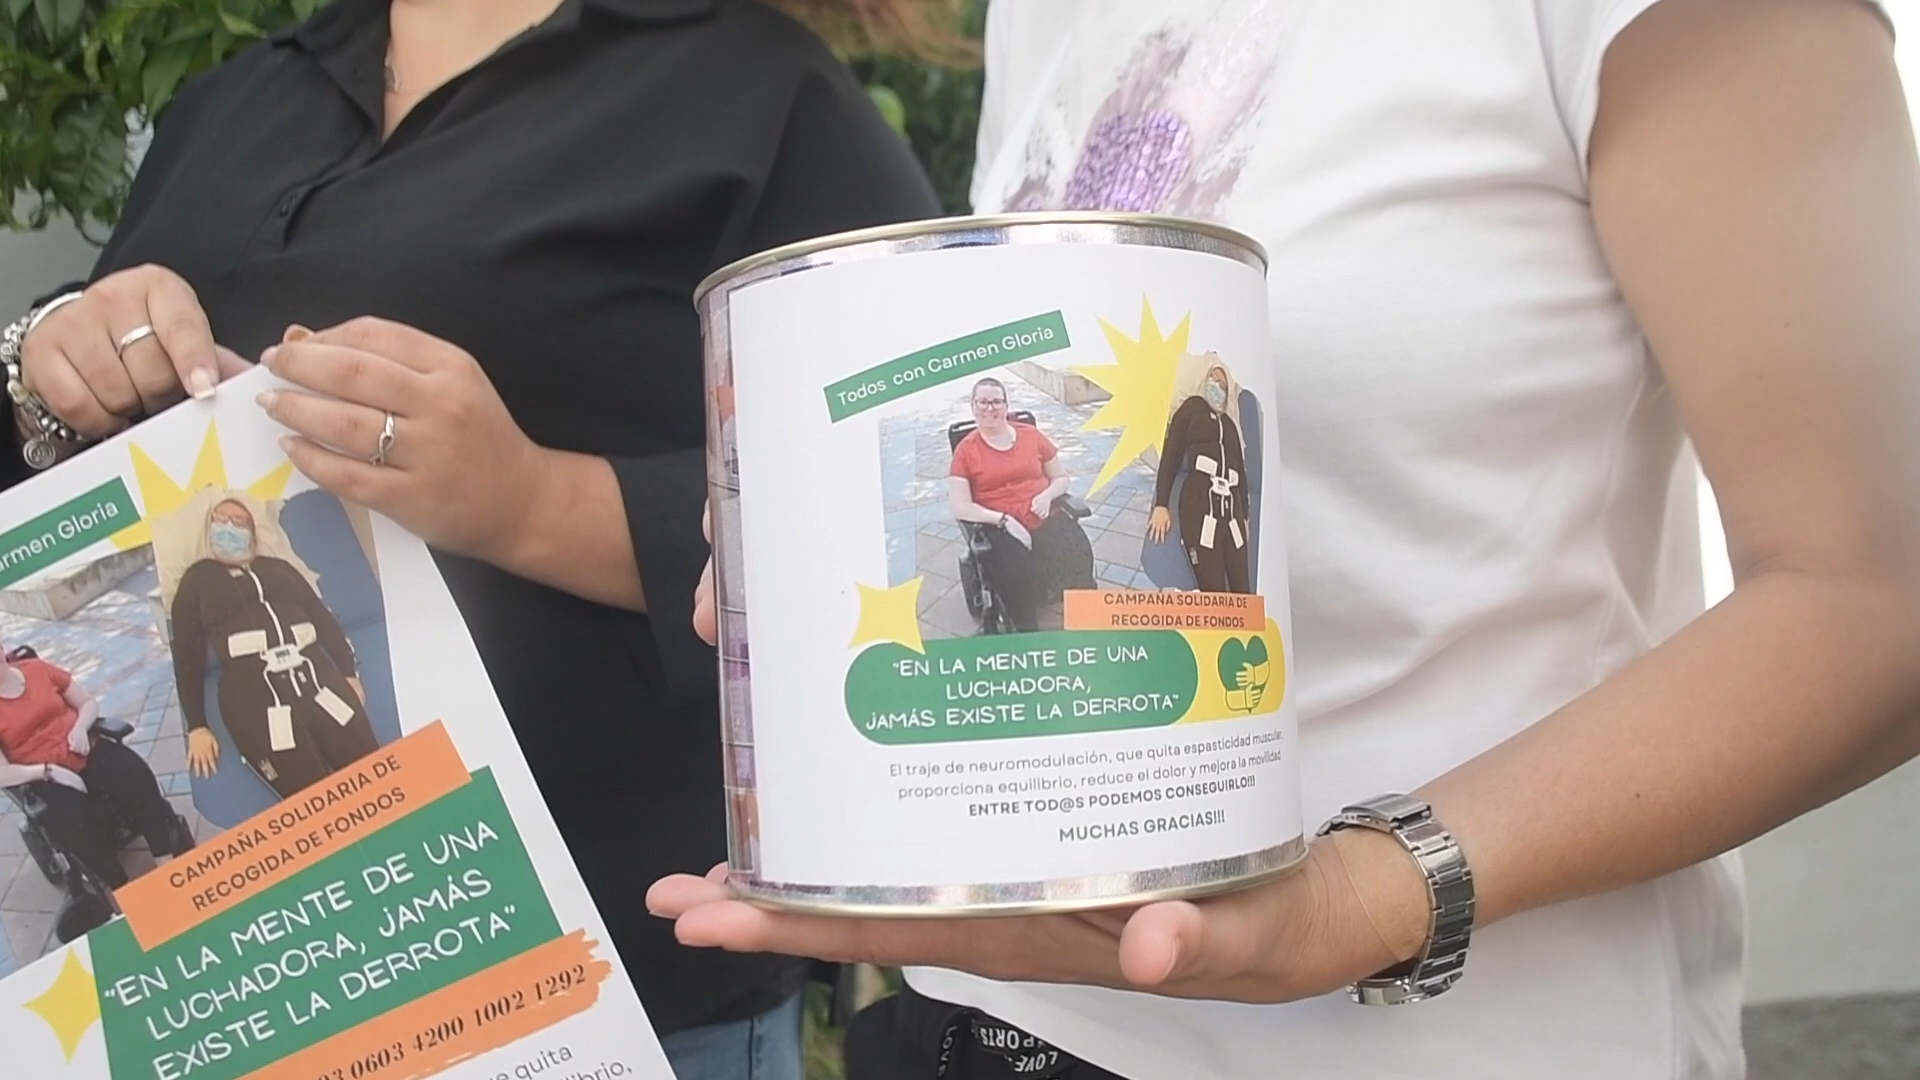 Todos con Carmen Gloria
CAMPAÑA SOLIDARIA DE
RECOGIDA DE FONDOS
"EN LA MENTE DE UNA
LUCHADORA,
JAMÁS EXISTE LA DERROTA"
El traje de neuromodulación, que quita espasticidad muscular,
proporciona equilibrio, reduce el dolor y mejora la movilidad
ENTRE TOD@S PODEMOS CONSEGUIRLO!!!
MUCHAS GRACIAS!!!
armen Gloria
CAMPAÑA SOLIDARIA DE
RECOGIDA DE FONDOS
"EN LA MENTE DE UNA
LUCHADORA, JAMÁS
EXISTE LA DERROTA"
0603 4200 1002 1292
quita
LOVE